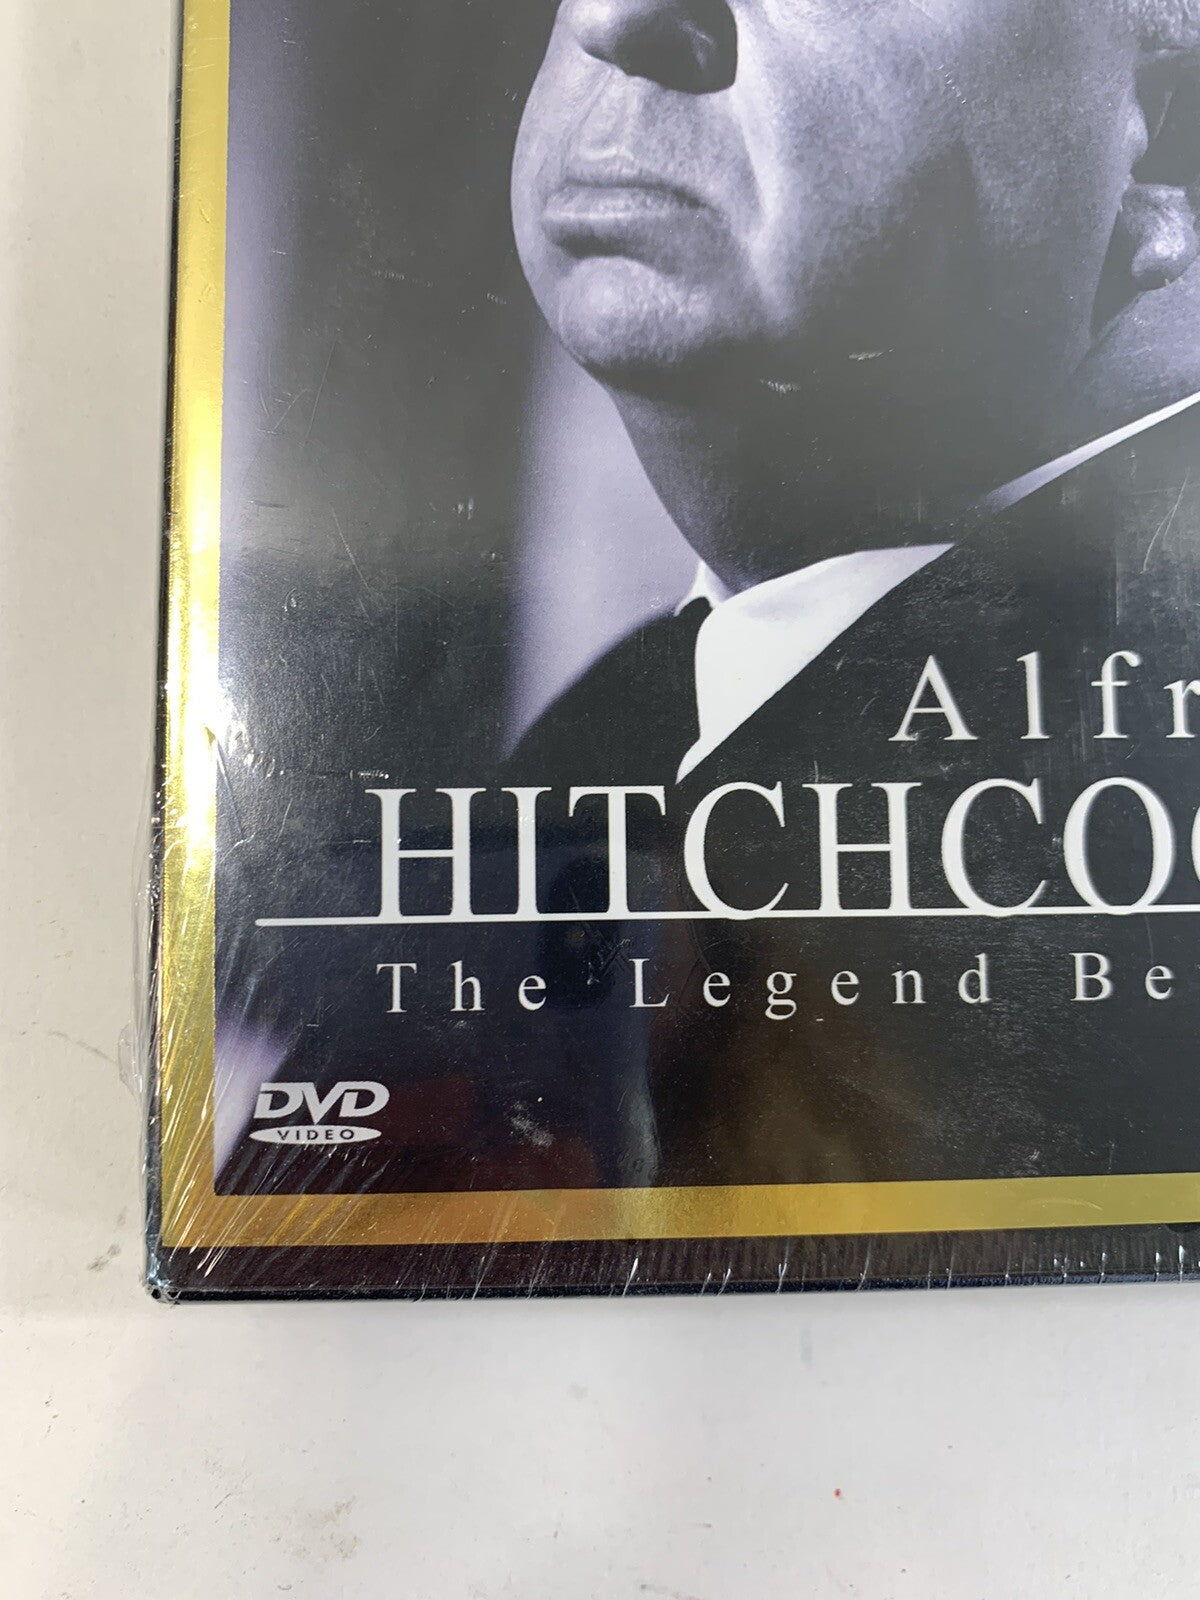 Alfr
HITCHCOC
The Legend Be
DVD
VIDEO